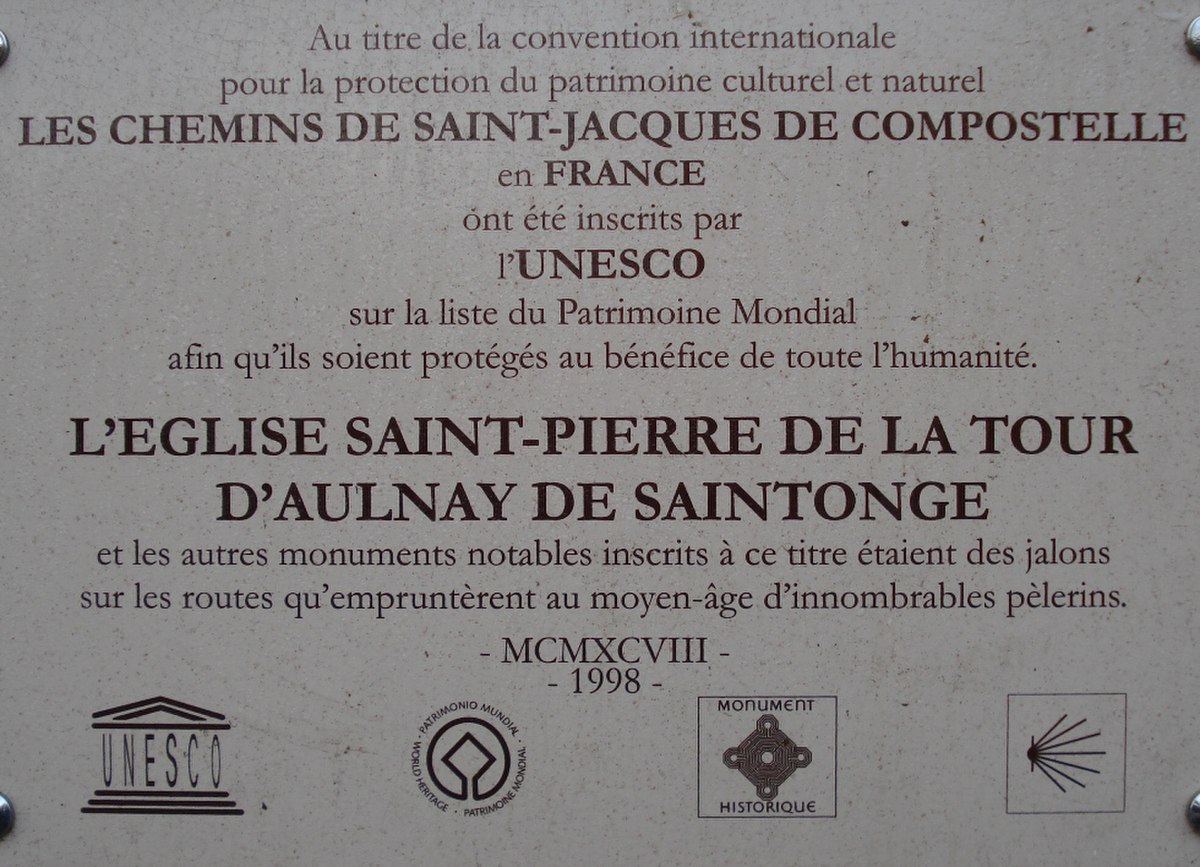 Au titre de la convention internationale
pour la protection du patrimoine culturel et naturel
LES CHEMINS DE SAINT-JACQUES DE COMPOSTELLE
en FRANCE
ont été inscrits par
l'UNESCO
sur la liste du Patrimoine Mondial
afin qu'ils soient protégés au bénéfice de toute l'humanité.
L'EGLISE SAINT-PIERRE DE LA TOUR
D'AULNAY DE SAINTONGE
et les autres monuments notables inscrits à ce titre étaient des jalons
sur les routes qu'empruntèrent au moyen-âge d'innombrables pèlerins.
- MCMXCVIII -
- 1998 -
UNESCO
WORLD HERITAGE · PATRIMONIO MUNDIAL · PATRIMOINE MONDIAL ·
MONUMENT
HISTORIQUE